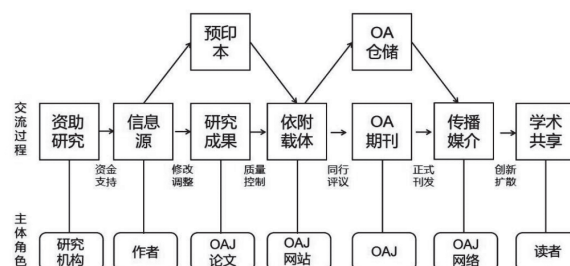 预印
本
OA
仓储
交流过程
资助
研究
信息
源
研究
成果
依附
载体
OA
期刊
传播
媒介
学术
共享
资金
支持
修改
调整
质量
控制
同行
评议
正式
刊发
创新
扩散
主体角色
研究
机构
作者
OAJ
论文
OAJ
网站
OAJ
OAJ
网络
读者